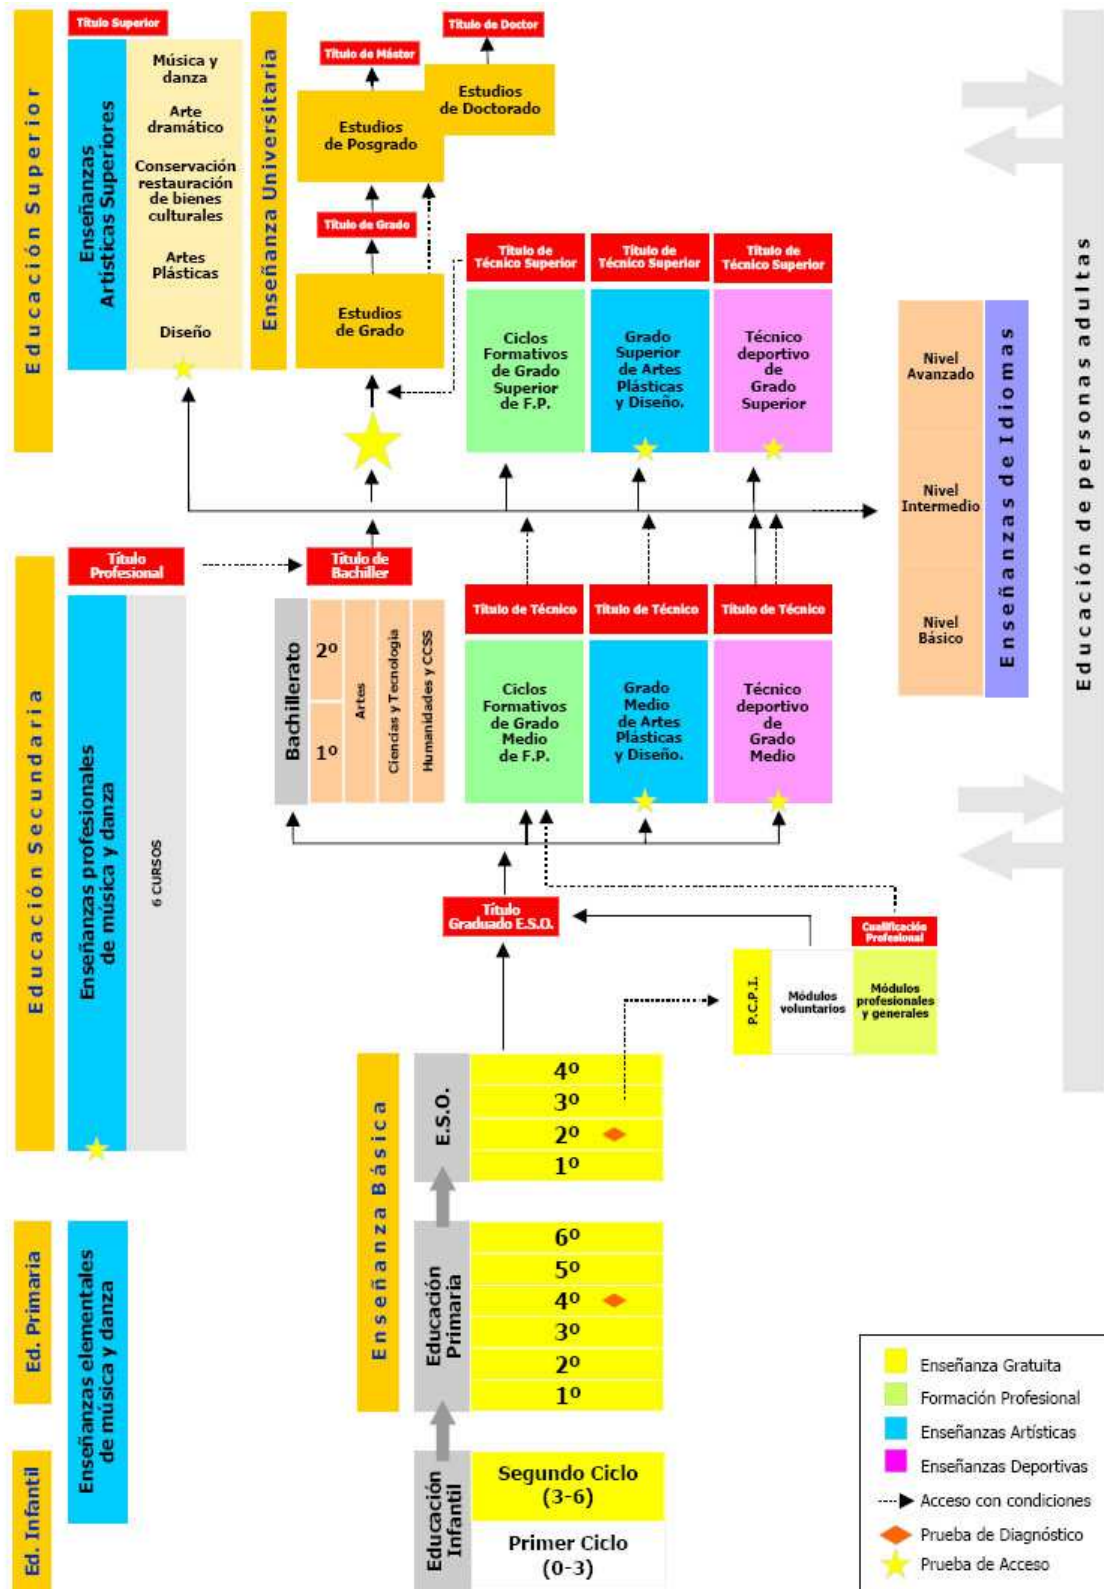 Título Superior
Título de Doctor
Título de Máster
Educación Superior
Enseñanzas
Artísticas Superiores
Música y
danza
Arte
dramático
Conservación
restauración
de bienes
culturales
Artes
Plásticas
Diseño
Enseñanza Universitaria
Estudios
de Posgrado
Estudios
de Doctorado
Título de Grado
Estudios
de Grado
Título de
Técnico Superior
Título de
Técnico Superior
Título de
Técnico Superior
Ciclos
Formativos
de Grado
Superior
de F.P.
Grado
Superior
de Artes
Plásticas
y Diseño.
Técnico
deportivo de
Grado
Superior
Nivel
Avanzado
Nivel
Intermedio
Nivel
Básico
Enseñanzas de Idiomas
Educación de personas adultas
Educación Secundaria
Título
Profesional
Título de
Bachiller
Enseñanzas profesionales
de música y danza
6 CURSOS
Bachillerato
2º
1º
Artes
Ciencias y Tecnología
Humanidades y CCSS
Título de Técnico
Título de Técnico
Título de Técnico
Ciclos
Formativos
de Grado
Medio
de F.P.
Grado
Medio
de Artes
Plásticas
y Diseño.
Técnico
deportivo
de
Grado
Medio
Título
Graduado E.S.O.
Cualificación
Profesional
P.C.P.I.
Módulos
voluntarios
Módulos
profesionales
y generales
Enseñanza Básica
E.S.O.
4º
3º
2º
1º
Ed. Primaria
Enseñanzas elementales
de música y danza
Educación
Primaria
6º
5º
4º
3º
2º
1º
Ed. Infantil
Educación
Infantil
Segundo Ciclo
(3-6)
Primer Ciclo
(0-3)
Enseñanza Gratuita
Formación Profesional
Enseñanzas Artísticas
Enseñanzas Deportivas
Acceso con condiciones
Prueba de Diagnóstico
Prueba de Acceso